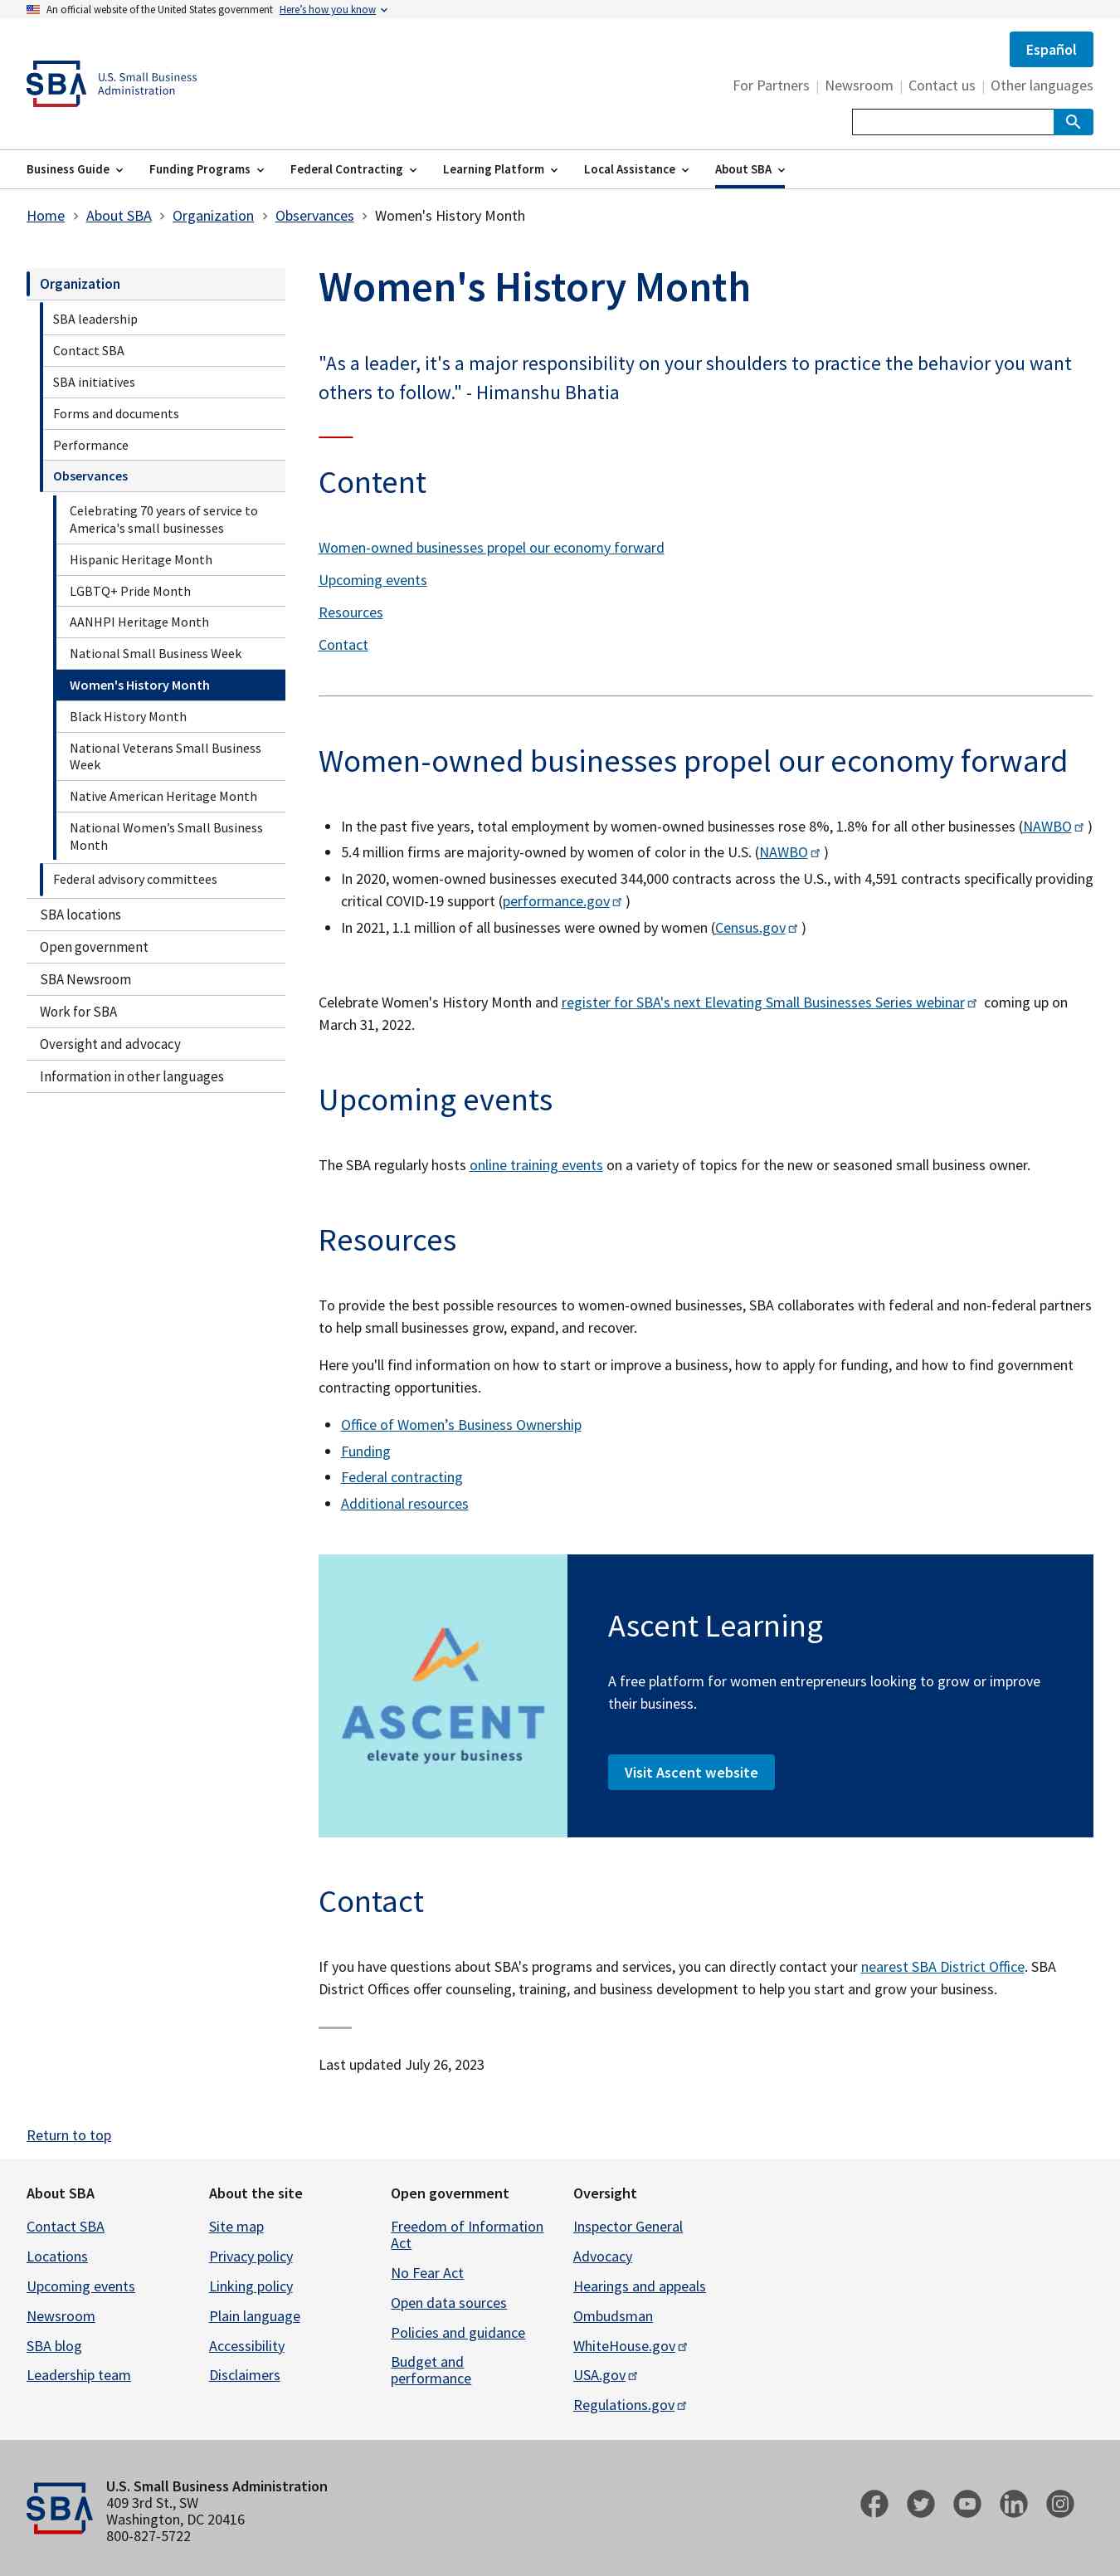 An official website of the United States government Here’s how you know
Español
SBA U.S. Small Business
Administration
For Partners | Newsroom | Contact us | Other languages
Business Guide Funding Programs Federal Contracting Learning Platform Local Assistance About SBA
Home About SBA Organization Observances Women's History Month
Organization
SBA leadership
Contact SBA
SBA initiatives
Forms and documents
Performance
Observances
Celebrating 70 years of service to
America's small businesses
Hispanic Heritage Month
LGBTQ+ Pride Month
AANHPI Heritage Month
National Small Business Week
Women's History Month
Black History Month
National Veterans Small Business
Week
Native American Heritage Month
National Women’s Small Business
Month
Federal advisory committees
SBA locations
Open government
SBA Newsroom
Work for SBA
Oversight and advocacy
Information in other languages
Women's History Month
"As a leader, it's a major responsibility on your shoulders to practice the behavior you want
others to follow." - Himanshu Bhatia
Content
Women-owned businesses propel our economy forward
Upcoming events
Resources
Contact
Women-owned businesses propel our economy forward
• In the past five years, total employment by women-owned businesses rose 8%, 1.8% for all other businesses (NAWBO )
• 5.4 million firms are majority-owned by women of color in the U.S. (NAWBO )
• In 2020, women-owned businesses executed 344,000 contracts across the U.S., with 4,591 contracts specifically providing
critical COVID-19 support (performance.gov )
• In 2021, 1.1 million of all businesses were owned by women (Census.gov )
Celebrate Women's History Month and register for SBA's next Elevating Small Businesses Series webinar coming up on
March 31, 2022.
Upcoming events
The SBA regularly hosts online training events on a variety of topics for the new or seasoned small business owner.
Resources
To provide the best possible resources to women-owned businesses, SBA collaborates with federal and non-federal partners
to help small businesses grow, expand, and recover.
Here you'll find information on how to start or improve a business, how to apply for funding, and how to find government
contracting opportunities.
• Office of Women’s Business Ownership
• Funding
• Federal contracting
• Additional resources
ASCENT
elevate your business
Ascent Learning
A free platform for women entrepreneurs looking to grow or improve
their business.
Visit Ascent website
Contact
If you have questions about SBA's programs and services, you can directly contact your nearest SBA District Office. SBA
District Offices offer counseling, training, and business development to help you start and grow your business.
Last updated July 26, 2023
Return to top
About SBA
Contact SBA
Locations
Upcoming events
Newsroom
SBA blog
Leadership team
About the site
Site map
Privacy policy
Linking policy
Plain language
Accessibility
Disclaimers
Open government
Freedom of Information
Act
No Fear Act
Open data sources
Policies and guidance
Budget and
performance
Oversight
Inspector General
Advocacy
Hearings and appeals
Ombudsman
WhiteHouse.gov
USA.gov
Regulations.gov
SBA
U.S. Small Business Administration
409 3rd St., SW
Washington, DC 20416
800-827-5722